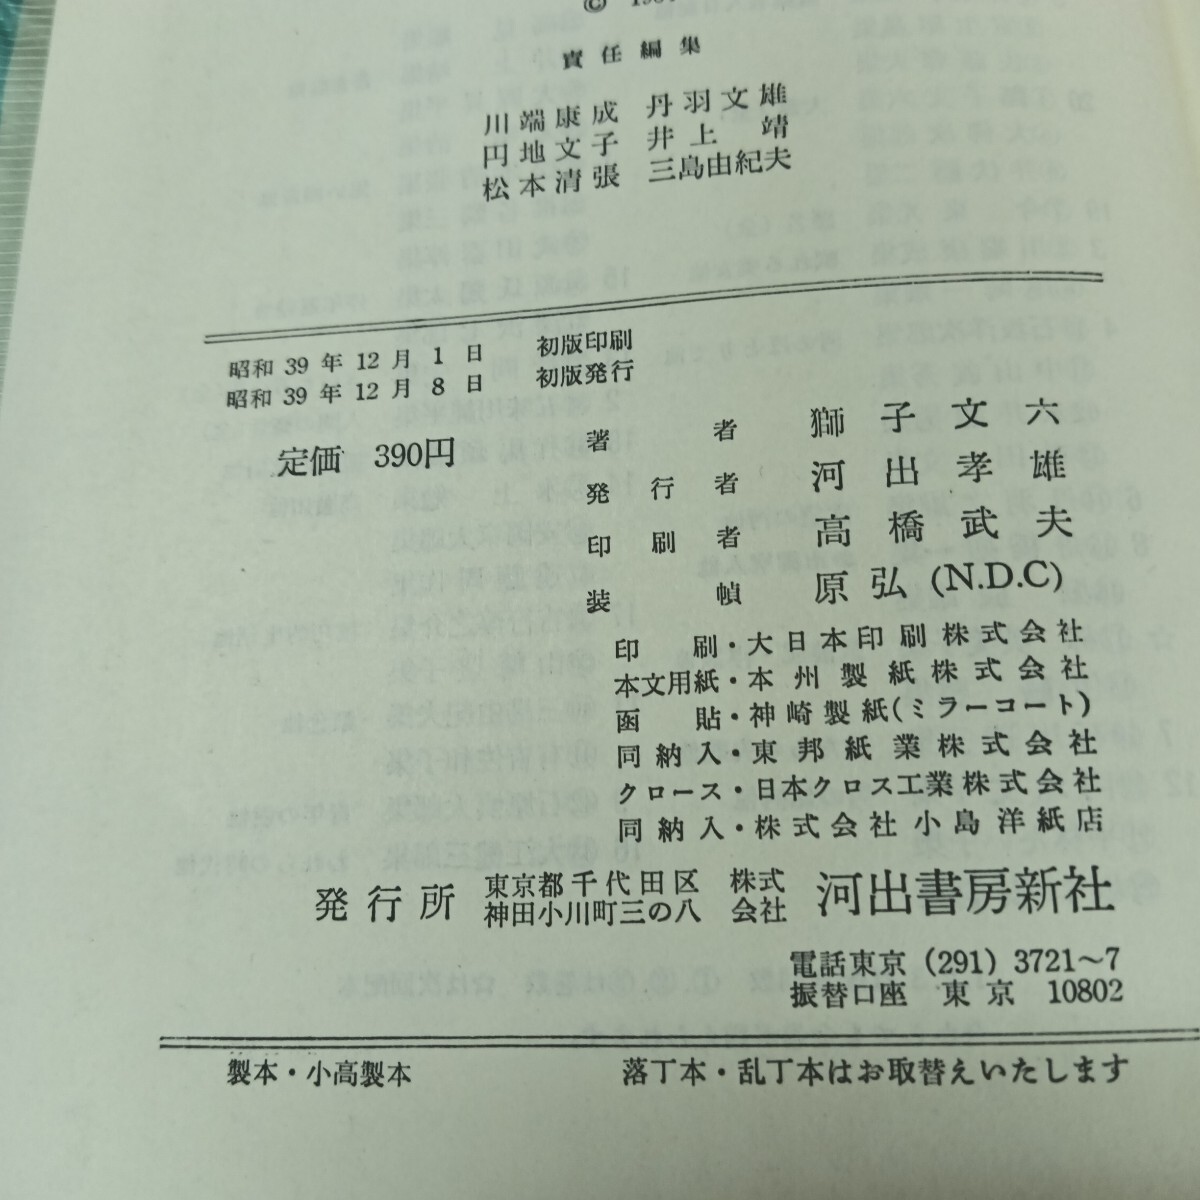 ©
責任編集
川端康成 丹羽文雄
円地文子 井上靖
松本清張 三島由紀夫
昭和39年12月1日 初版印刷
昭和39年12月8日 初版発行
定価 390円
著者 獅子文六
発行者 河出孝雄
印刷者 高橋武夫
装幀 原弘(N.D.C)
印刷・大日本印刷株式会社
本文用紙・本州製紙株式会社
函貼・神崎製紙(ミラーコート)
同納入・東邦紙業株式会社
クロース・日本クロス工業株式会社
同納入・株式会社小島洋紙店
発行所 東京都千代田区神田小川町三の八 株式会社 河出書房新社
電話東京 (291) 3721〜7
振替口座 東京 10802
製本・小高製本
落丁本・乱丁本はお取替えいたします